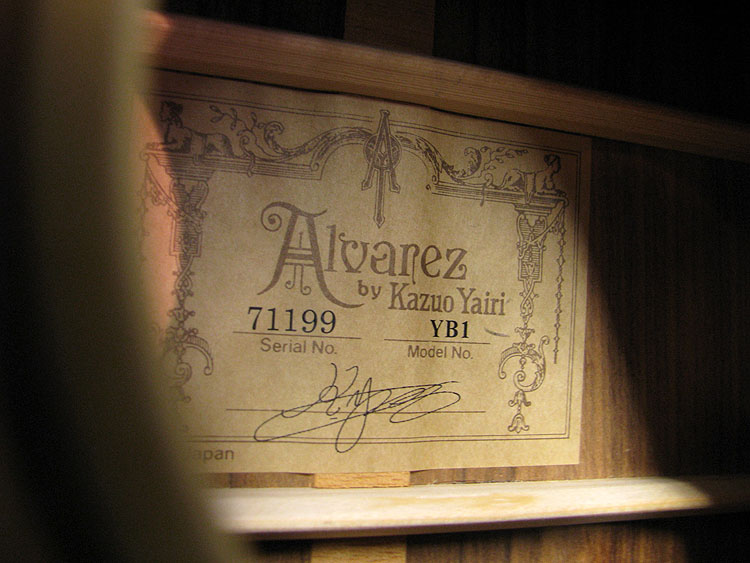 Alvarez
by Kazuo Yairi
71199 YB1
Serial No. Model No.
apan